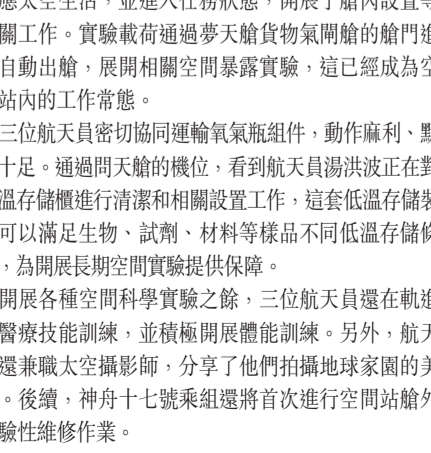 應太空生活，並進入任務狀態，開展了艙內設置等
關工作。實驗載荷通過夢天艙貨物氣閘艙的艙門進
自動出艙，展開相關空間暴露實驗，這已經成為空
站內的工作常態。
三位航天員密切協同運輸氧氣瓶組件，動作麻利、默
十足。通過問天艙的機位，看到航天員湯洪波正在對
溫存儲櫃進行清潔和相關設置工作，這套低溫存儲裝
可以滿足生物、試劑、材料等樣品不同低溫存儲條
，為開展長期空間實驗提供保障。
開展各種空間科學實驗之餘，三位航天員還在軌進
醫療技能訓練，並積極開展體能訓練。另外，航天
還兼職太空攝影師，分享了他們拍攝地球家園的美
。後續，神舟十七號乘組還將首次進行空間站艙外
驗性維修作業。